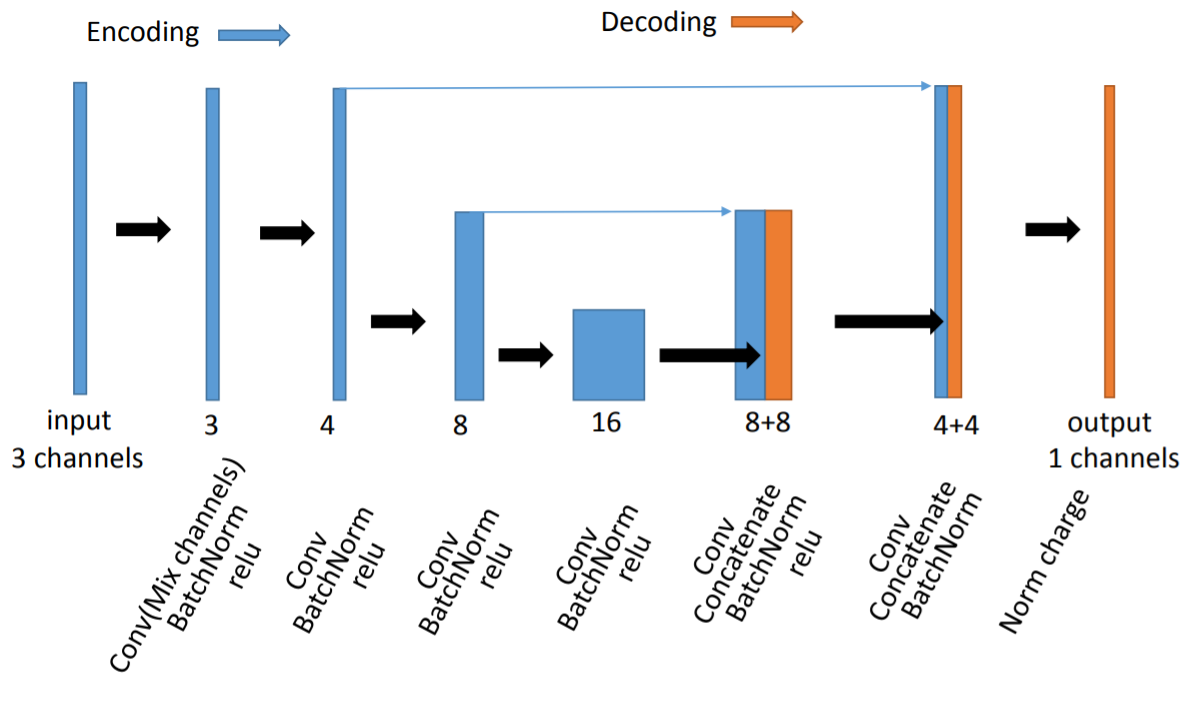 Encoding
Decoding
input
3 channels
3
4
8
16
8+8
4+4
output
1 channels
Conv(Mix channels)
BatchNorm
relu
Conv
BatchNorm
relu
Conv
BatchNorm
relu
Conv
BatchNorm
relu
Conv
Concatenate
BatchNorm
relu
Conv
Concatenate
BatchNorm
Norm charge